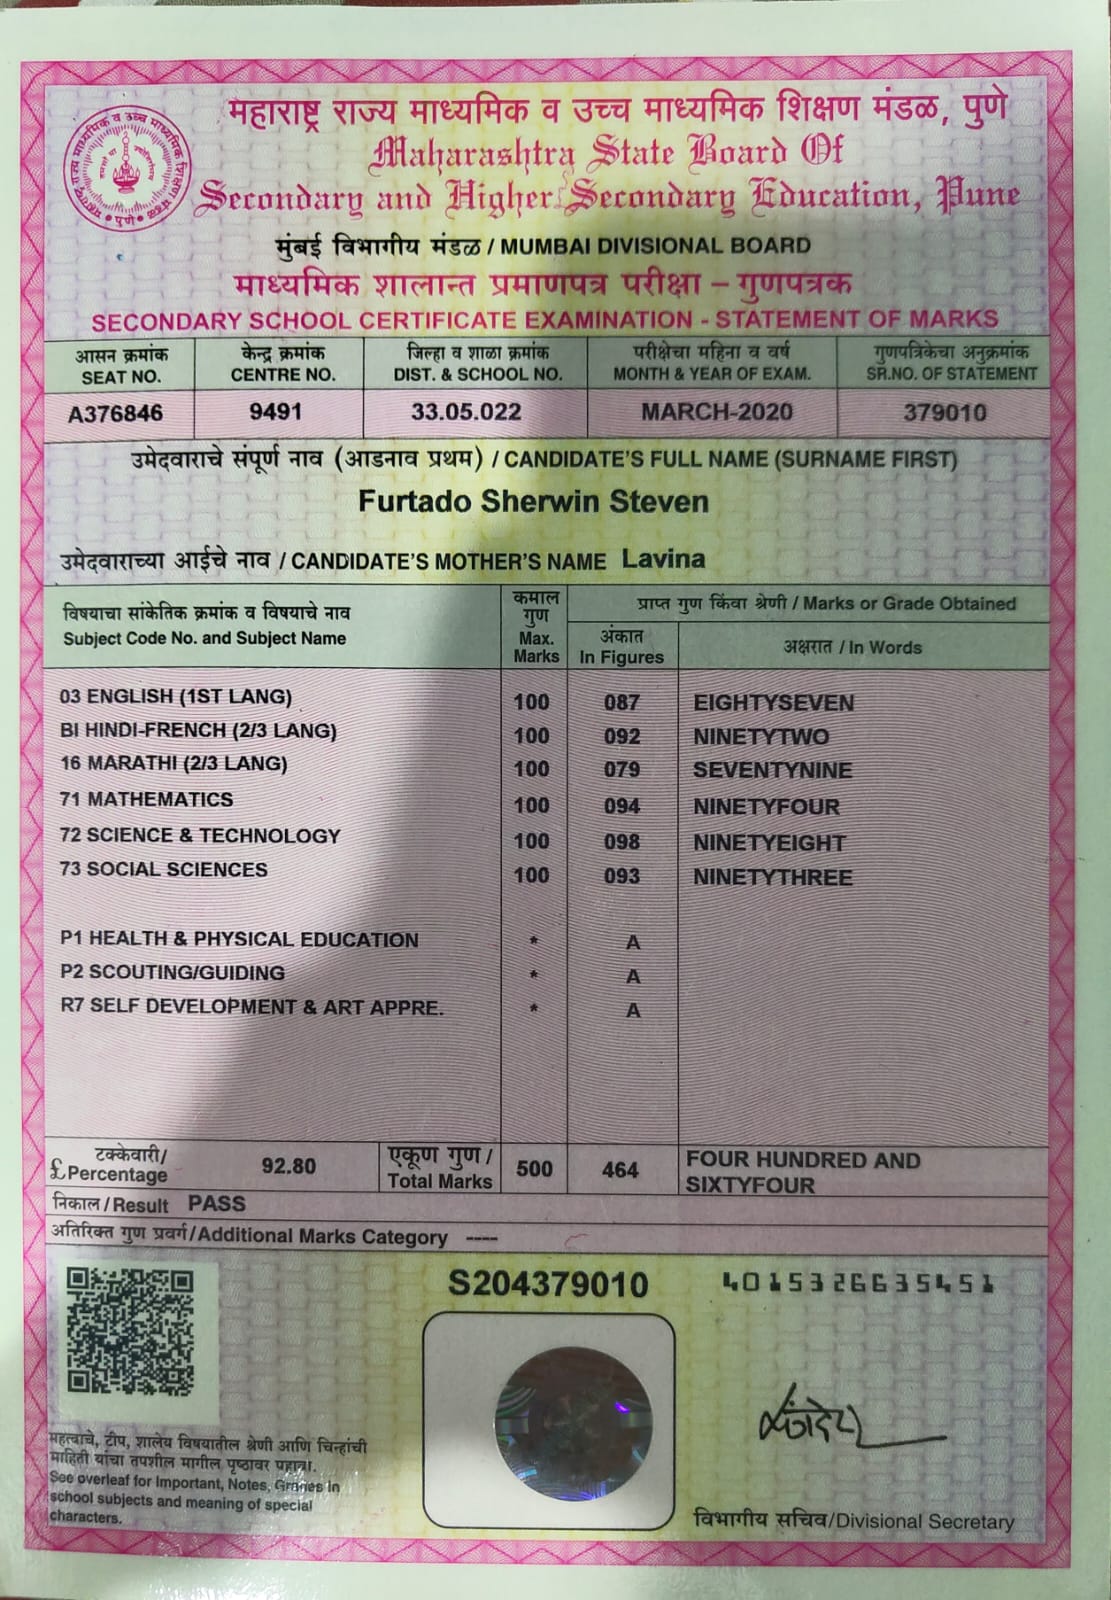 महाराष्ट्र राज्य माध्यमिक व उच्च माध्यमिक शिक्षण मंडळ, पुणे
Maharashtra State Board Of
Secondary and Higher Secondary Education, Pune
मुंबई विभागीय मंडळ / MUMBAI DIVISIONAL BOARD
माध्यमिक शालान्त प्रमाणपत्र परीक्षा – गुणपत्रक
SECONDARY SCHOOL CERTIFICATE EXAMINATION - STATEMENT OF MARKS
आसन क्रमांक केन्द्र क्रमांक जिल्हा व शाळा क्रमांक परीक्षेचा महिना व वर्ष गुणपत्रिकेचा अनुक्रमांक
SEAT NO. CENTRE NO. DIST. & SCHOOL NO. MONTH & YEAR OF EXAM. SR.NO. OF STATEMENT
A376846 9491 33.05.022 MARCH-2020 379010
उमेदवाराचे संपूर्ण नाव (आडनाव प्रथम) / CANDIDATE'S FULL NAME (SURNAME FIRST)
Furtado Sherwin Steven
उमेदवाराच्या आईचे नाव / CANDIDATE'S MOTHER'S NAME Lavina
विषयाचा सांकेतिक क्रमांक व विषयाचे नाव
Subject Code No. and Subject Name
कमाल
गुण
Max.
Marks
प्राप्त गुण किंवा श्रेणी / Marks or Grade Obtained
अंकात
In Figures
अक्षरात / In Words
03 ENGLISH (1ST LANG) 100 087 EIGHTYSEVEN
BI HINDI-FRENCH (2/3 LANG) 100 092 NINETYTWO
16 MARATHI (2/3 LANG) 100 079 SEVENTYNINE
71 MATHEMATICS 100 094 NINETYFOUR
72 SCIENCE & TECHNOLOGY 100 098 NINETYEIGHT
73 SOCIAL SCIENCES 100 093 NINETYTHREE
P1 HEALTH & PHYSICAL EDUCATION * A
P2 SCOUTING/GUIDING * A
R7 SELF DEVELOPMENT & ART APPRE. * A
टक्केवारी/
£Percentage 92.80
एकूण गुण /
Total Marks 500 464
FOUR HUNDRED AND
SIXTYFOUR
निकाल / Result PASS
अतिरिक्त गुण प्रवर्ग/Additional Marks Category ----
S204379010 4015326635451
महत्वाचे, टीप, शालेय विषयातील श्रेणी आणि चिन्हांची
माहिती यांचा तपशील मागील पृष्ठावर पहावा.
See overleaf for Important, Notes, Grades in
school subjects and meaning of special
characters.
विभागीय सचिव/Divisional Secretary